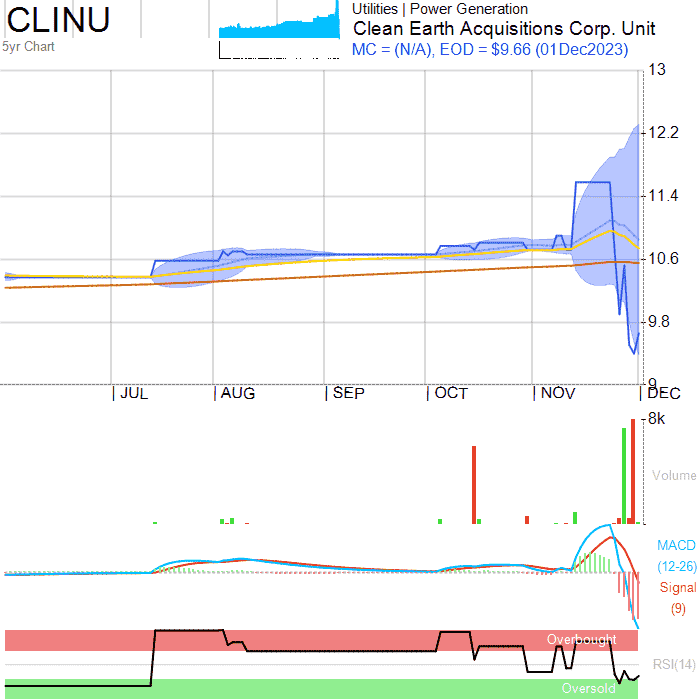 CLINU
5yr Chart
Utilities | Power Generation
Clean Earth Acquisitions Corp. Unit
MC = (N/A), EOD = $9.66 (01Dec2023)
13
12.2
11.4
10.6
9.8
9
JUL AUG SEP OCT NOV DEC
8k
Volume
MACD
(12-26)
Signal
(9)
Overbought
RSI(14)
Oversold